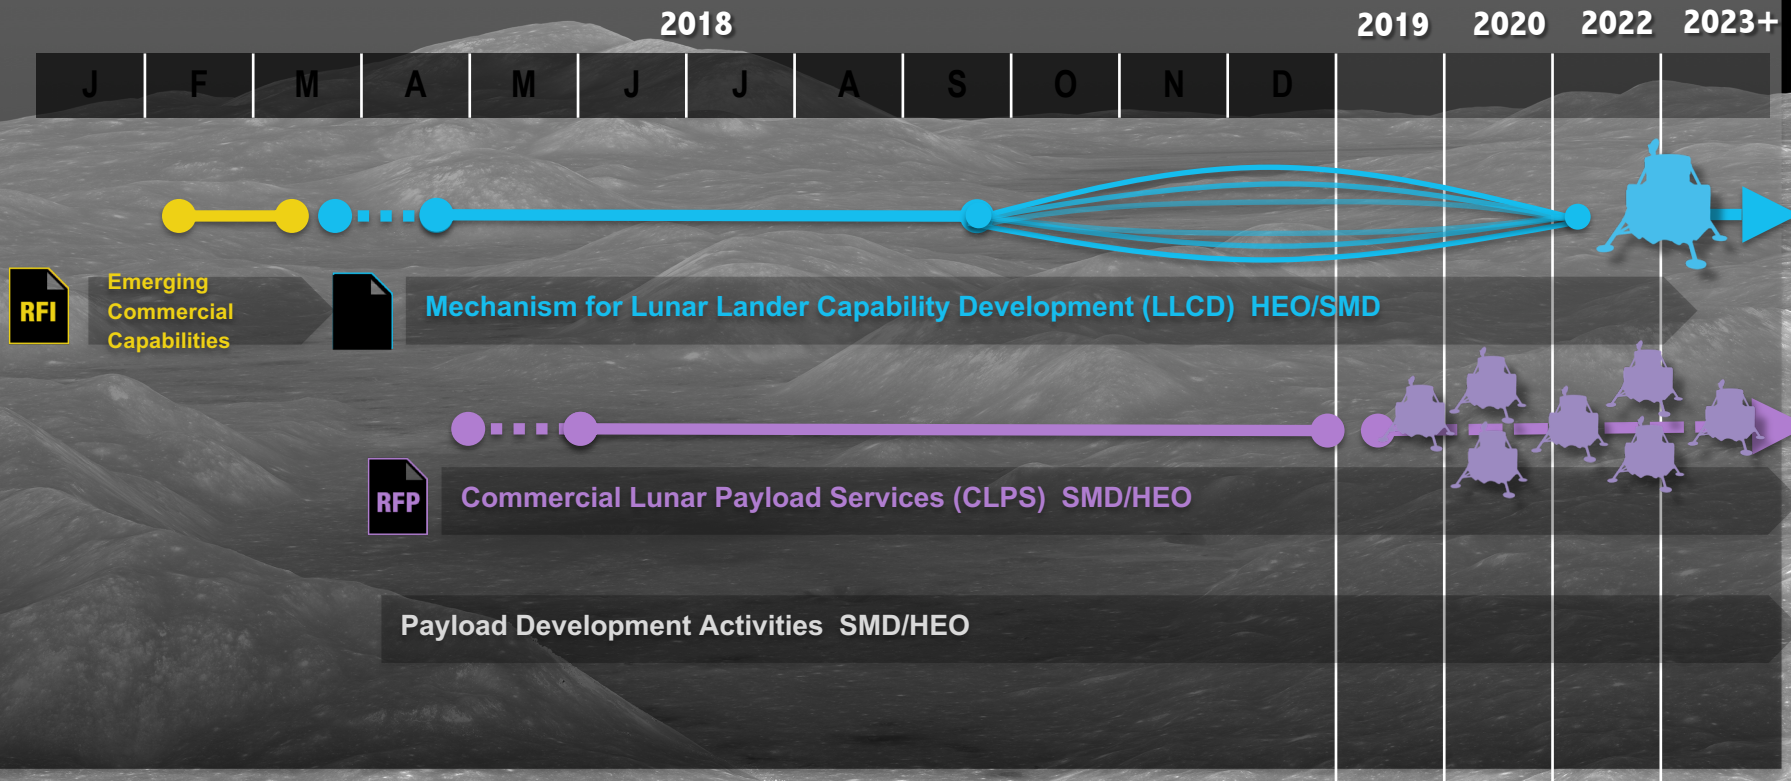 2018
2019
2020
2022
2023+
J F M A M J J A S O N D
RFI
Emerging
Commercial
Capabilities
Mechanism for Lunar Lander Capability Development (LLCD) HEO/SMD
RFP
Commercial Lunar Payload Services (CLPS) SMD/HEO
Payload Development Activities SMD/HEO